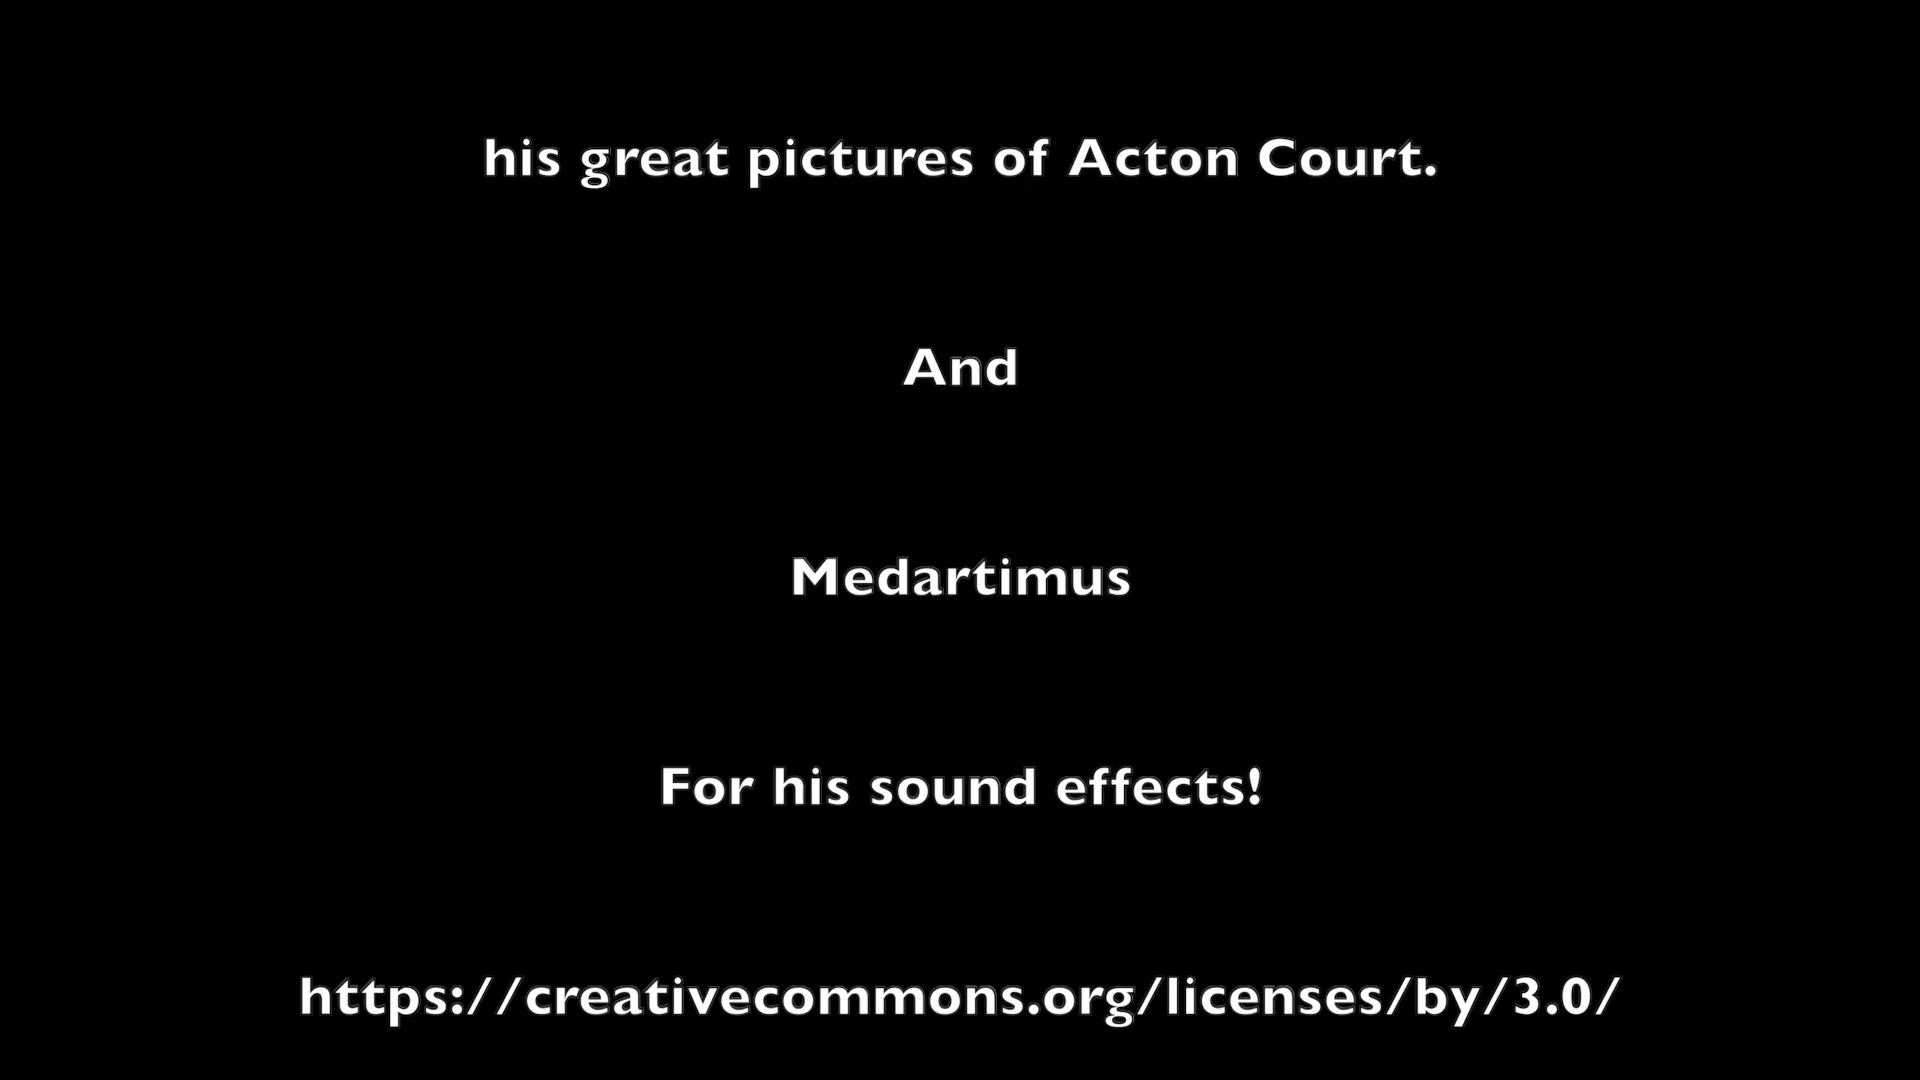 his great pictures of Acton Court.
And
Medartimus
For his sound effects!
https://creativecommons.org/licenses/by/3.0/